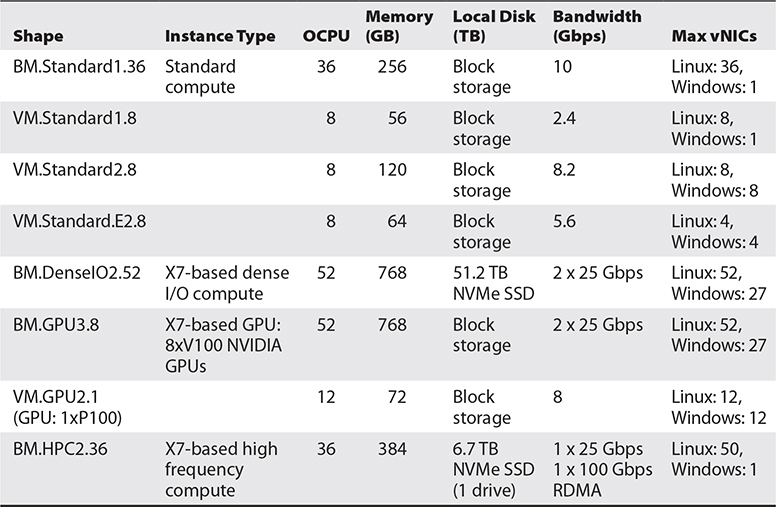 Shape Instance Type OCPU Memory (GB) Local Disk (TB) Bandwidth (Gbps) Max vNICs
BM.Standard1.36 Standard compute 36 256 Block storage 10 Linux: 36, Windows: 1
VM.Standard1.8 8 56 Block storage 2.4 Linux: 8, Windows: 1
VM.Standard2.8 8 120 Block storage 8.2 Linux: 8, Windows: 8
VM.Standard.E2.8 8 64 Block storage 5.6 Linux: 4, Windows: 4
BM.DenseIO2.52 X7-based dense I/O compute 52 768 51.2 TB NVMe SSD 2 x 25 Gbps Linux: 52, Windows: 27
BM.GPU3.8 X7-based GPU: 8xV100 NVIDIA GPUs 52 768 Block storage 2 x 25 Gbps Linux: 52, Windows: 27
VM.GPU2.1 (GPU: 1xP100) 12 72 Block storage 8 Linux: 12, Windows: 12
BM.HPC2.36 X7-based high frequency compute 36 384 6.7 TB NVMe SSD (1 drive) 1 x 25 Gbps 1 x 100 Gbps RDMA Linux: 50, Windows: 1